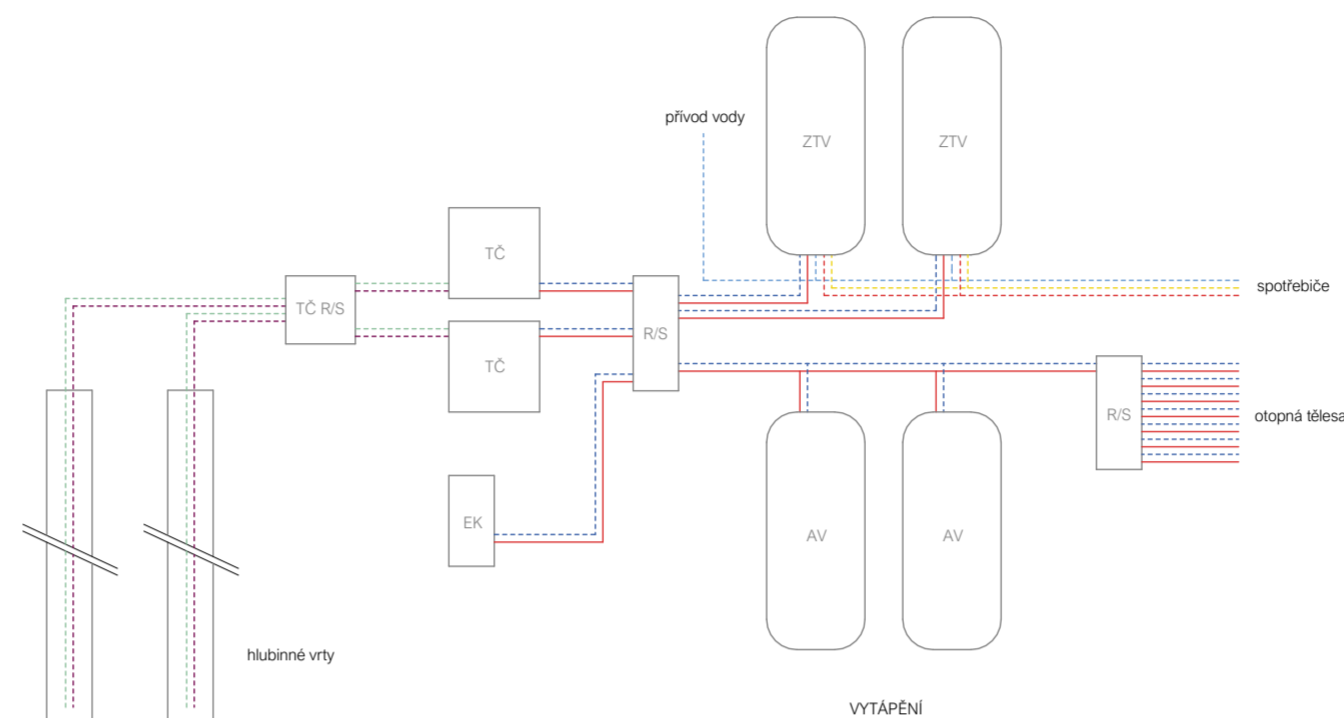 přívod vody
ZTV
ZTV
TČ
TČ R/S
spotřebiče
R/S
TČ
R/S
otopná tělesa
EK
AV
AV
hlubinné vrty
VYTÁPĚNÍ